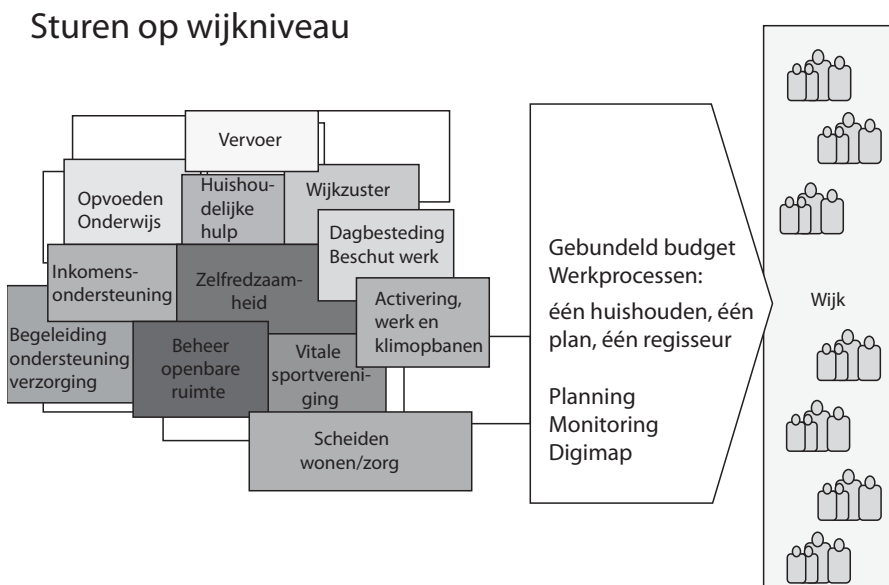 Sturen op wijkniveau
Vervoer
Opvoeden
Onderwijs
Huishou-
delijke
hulp
Wijkzuster
Dagbesteding
Beschut werk
Inkomens-
ondersteuning
Zelfredzaam-
heid
Activering,
werk en
klimopbanen
Begeleiding
ondersteuning
verzorging
Beheer
openbare
ruimte
Vitale
sportvereni-
ging
Scheiden
wonen/zorg
Gebundeld budget
Werkprocessen:
één huishouden, één
plan, één regisseur
Planning
Monitoring
Digimap
Wijk